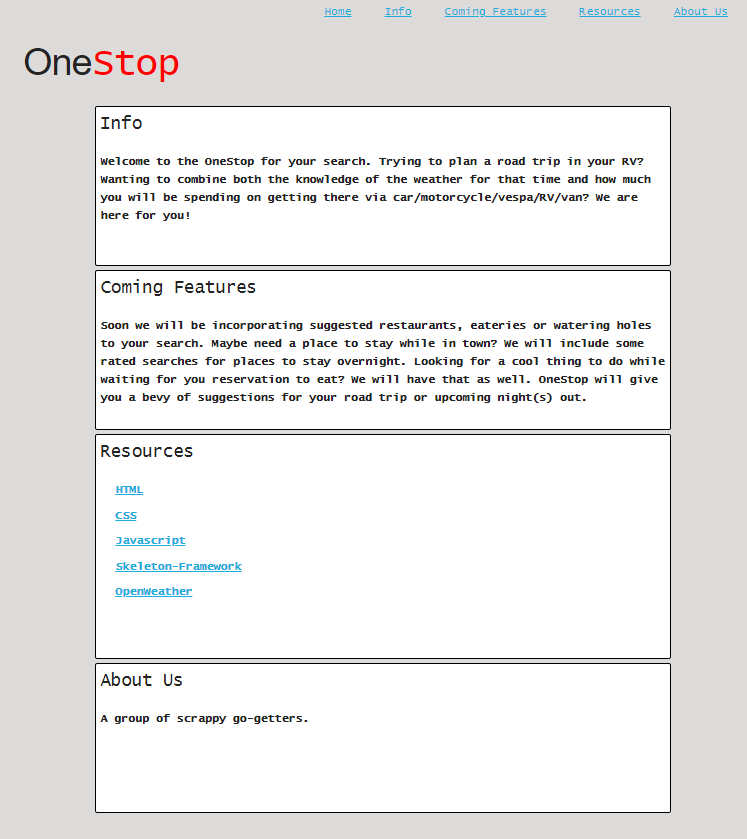 Home Info Coming Features Resources About Us
OneStop
Info
Welcome to the OneStop for your search. Trying to plan a road trip in your RV?
Wanting to combine both the knowledge of the weather for that time and how much
you will be spending on getting there via car/motorcycle/vespa/RV/van? We are
here for you!
Coming Features
Soon we will be incorporating suggested restaurants, eateries or watering holes
to your search. Maybe need a place to stay while in town? We will include some
rated searches for places to stay overnight. Looking for a cool thing to do while
waiting for you reservation to eat? We will have that as well. OneStop will give
you a bevy of suggestions for your road trip or upcoming night(s) out.
Resources
HTML
CSS
Javascript
Skeleton-Framework
OpenWeather
About Us
A group of scrappy go-getters.